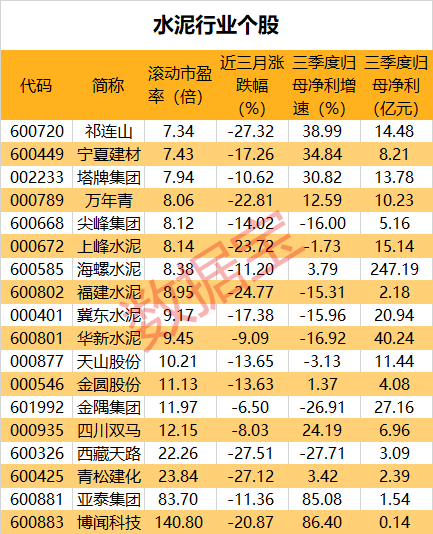 水泥行业个股
代码 简称 滚动市盈率（倍） 近三月涨跌幅（%） 三季度归母净利增速（%） 三季度归母净利（亿元）
600720 祁连山 7.34 -27.32 38.99 14.48
600449 宁夏建材 7.43 -17.26 34.84 8.21
002233 塔牌集团 7.94 -10.62 30.82 13.78
000789 万年青 8.06 -22.81 12.59 10.23
600668 尖峰集团 8.12 -14.02 -16.00 5.16
000672 上峰水泥 8.14 -23.72 -1.73 15.14
600585 海螺水泥 8.38 -11.20 3.79 247.19
600802 福建水泥 8.95 -24.77 -15.31 2.18
000401 冀东水泥 9.17 -17.38 -15.96 20.94
600801 华新水泥 9.45 -9.09 -16.92 40.24
000877 天山股份 10.21 -13.65 -3.13 11.44
000546 金圆股份 11.13 -13.63 1.37 4.08
601992 金隅集团 11.97 -6.50 -26.91 27.16
000935 四川双马 12.15 -8.03 24.19 6.96
600326 西藏天路 22.26 -27.51 -27.71 3.09
600425 青松建化 23.84 -27.12 3.42 2.39
600881 亚泰集团 83.70 -11.36 85.08 1.54
600883 博闻科技 140.80 -20.87 86.40 0.14
数据宝